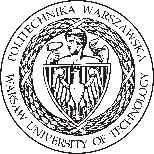 POLITECHNIKA WARSZAWSKA
WARSAW UNIVERSITY OF TECHNOLOGY